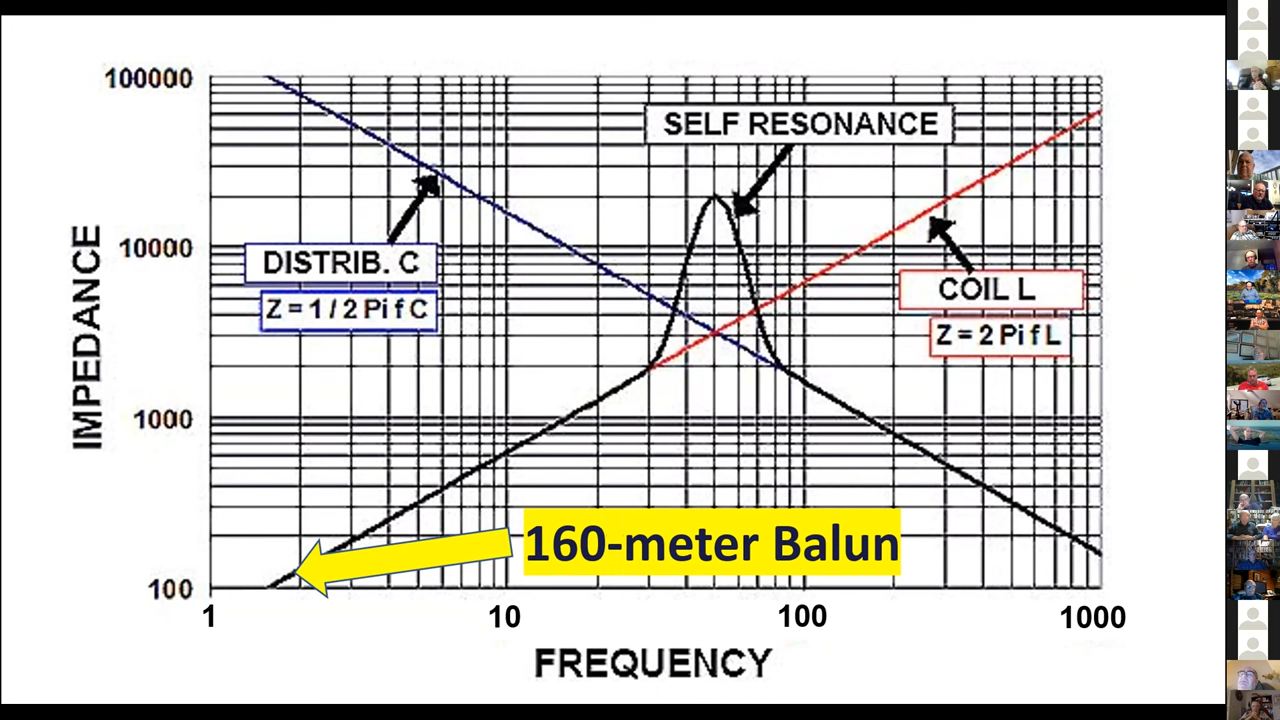 100000
10000
1000
100
IMPEDANCE
SELF RESONANCE
DISTRIB. C
Z = 1 / 2 Pi f C
COIL L
Z = 2 Pi f L
160-meter Balun
1 10 100 1000
FREQUENCY